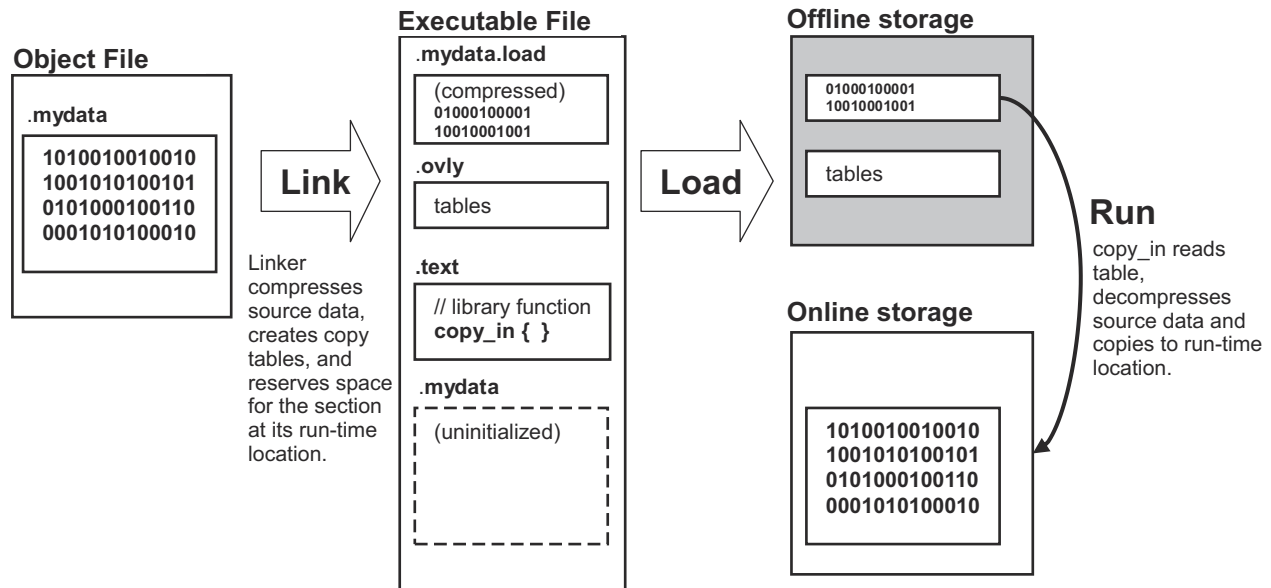 Object File
.mydata
1010010010010
1001010100101
0101000100110
0001010100010
Link
Linker
compresses
source data,
creates copy
tables, and
reserves space
for the section
at its run-time
location.
Executable File
.mydata.load
(compressed)
01000100001
10010001001
.ovly
tables
.text
// library function
copy_in { }
.mydata
(uninitialized)
Load
Offline storage
01000100001
10010001001
tables
Run
copy_in reads
table,
decompresses
source data and
copies to run-time
location.
Online storage
1010010010010
1001010100101
0101000100110
0001010100010